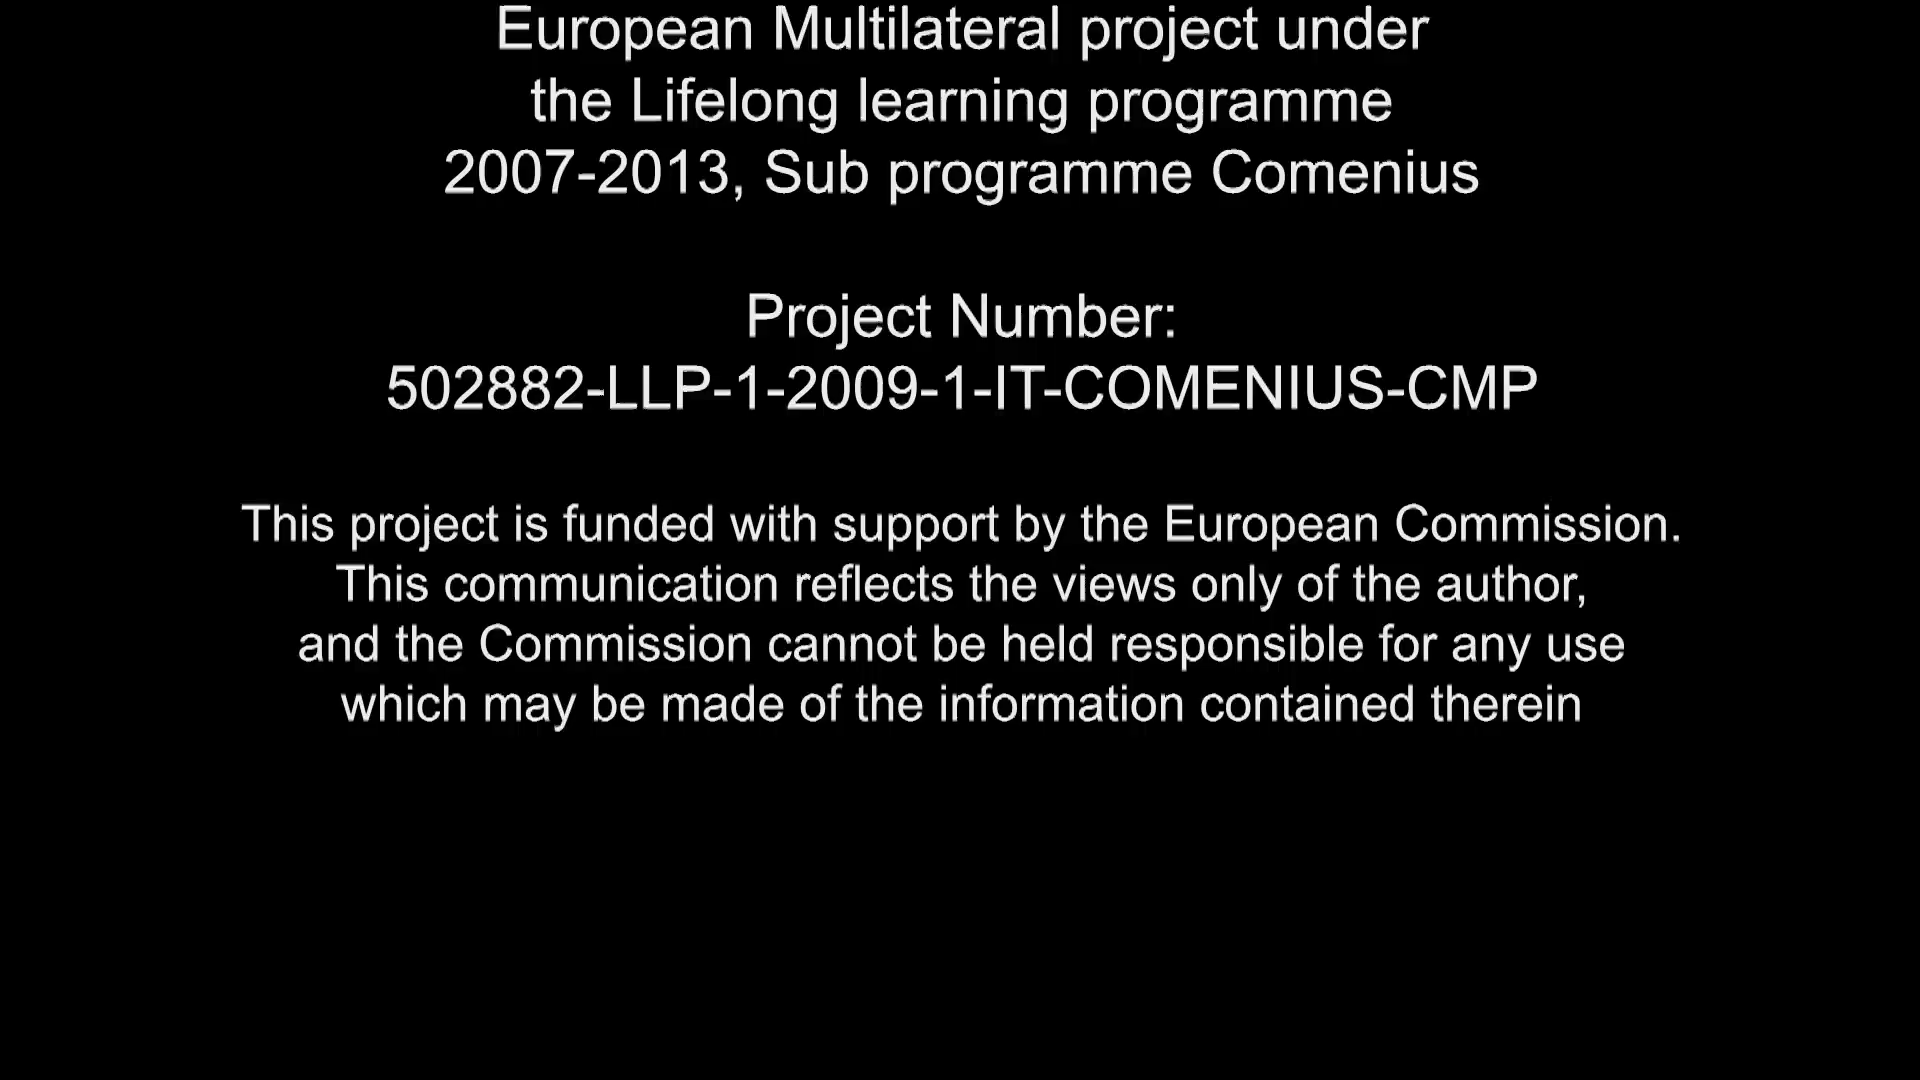 European Multilateral project under
the Lifelong learning programme
2007-2013, Sub programme Comenius
Project Number:
502882-LLP-1-2009-1-IT-COMENIUS-CMP
This project is funded with support by the European Commission.
This communication reflects the views only of the author,
and the Commission cannot be held responsible for any use
which may be made of the information contained therein